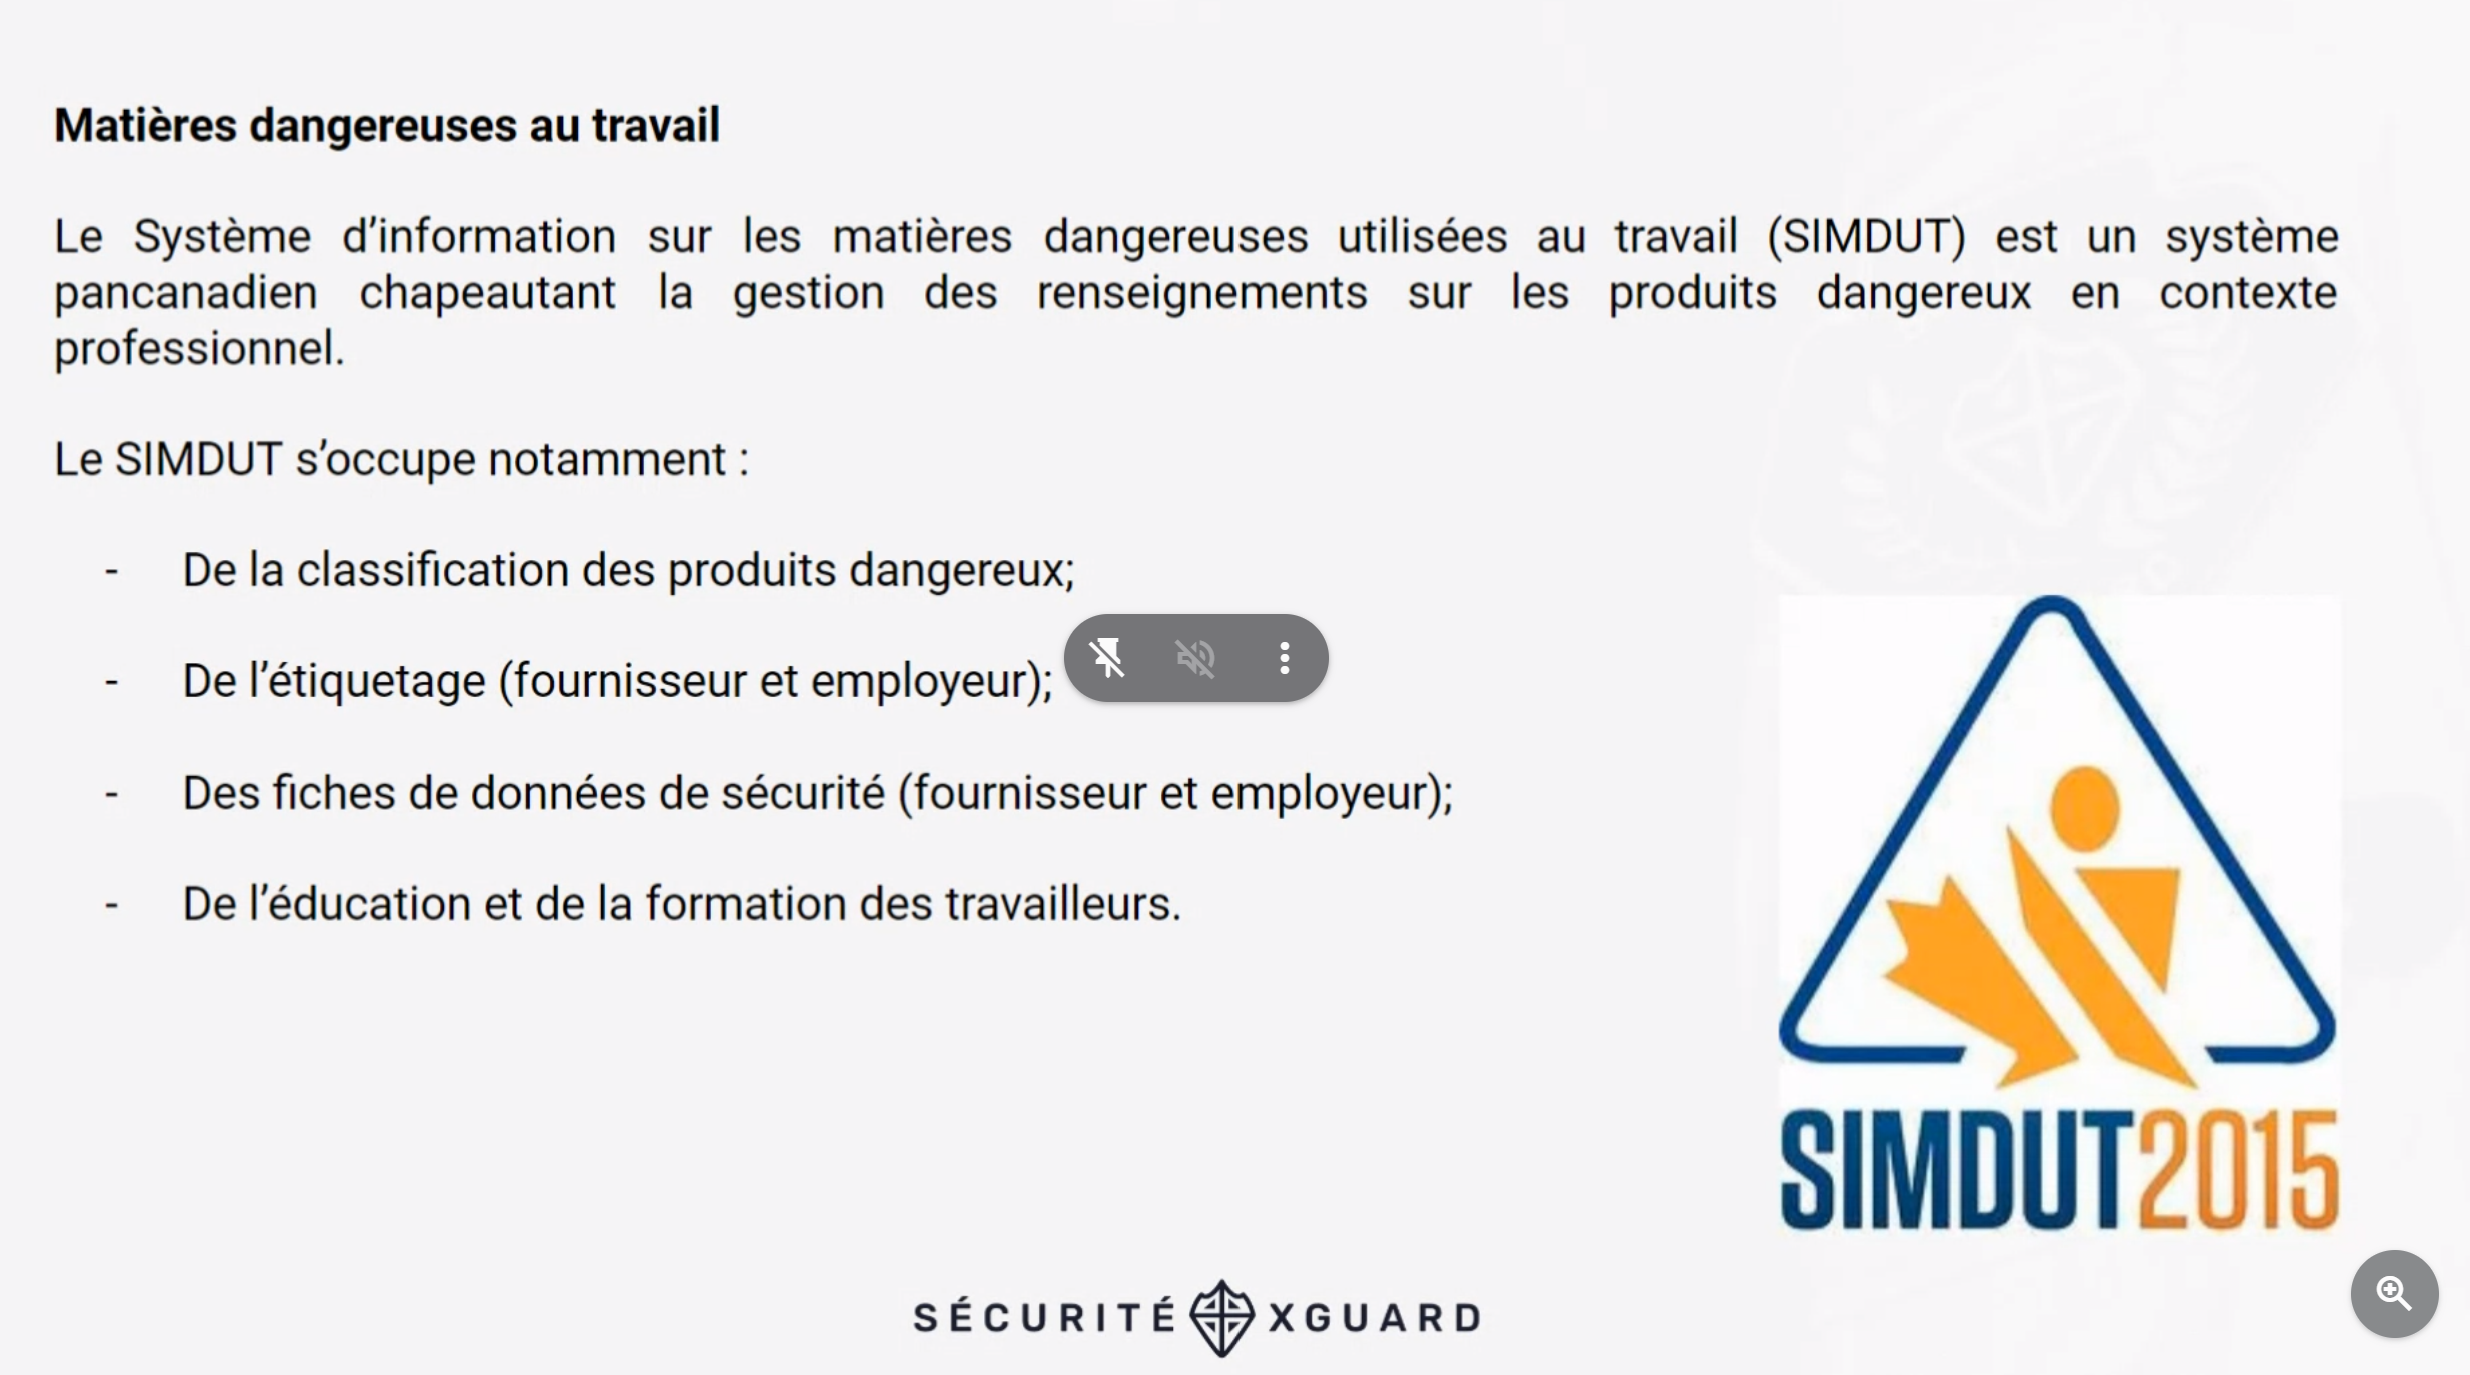 Matières dangereuses au travail
Le Système d’information sur les matières dangereuses utilisées au travail (SIMDUT) est un système
pancanadien chapeautant la gestion des renseignements sur les produits dangereux en contexte
professionnel.
Le SIMDUT s’occupe notamment :
- De la classification des produits dangereux;
- De l’étiquetage (fournisseur et employeur);
- Des fiches de données de sécurité (fournisseur et employeur);
- De l’éducation et de la formation des travailleurs.
SIMDUT2015
SÉCURITÉ XGUARD